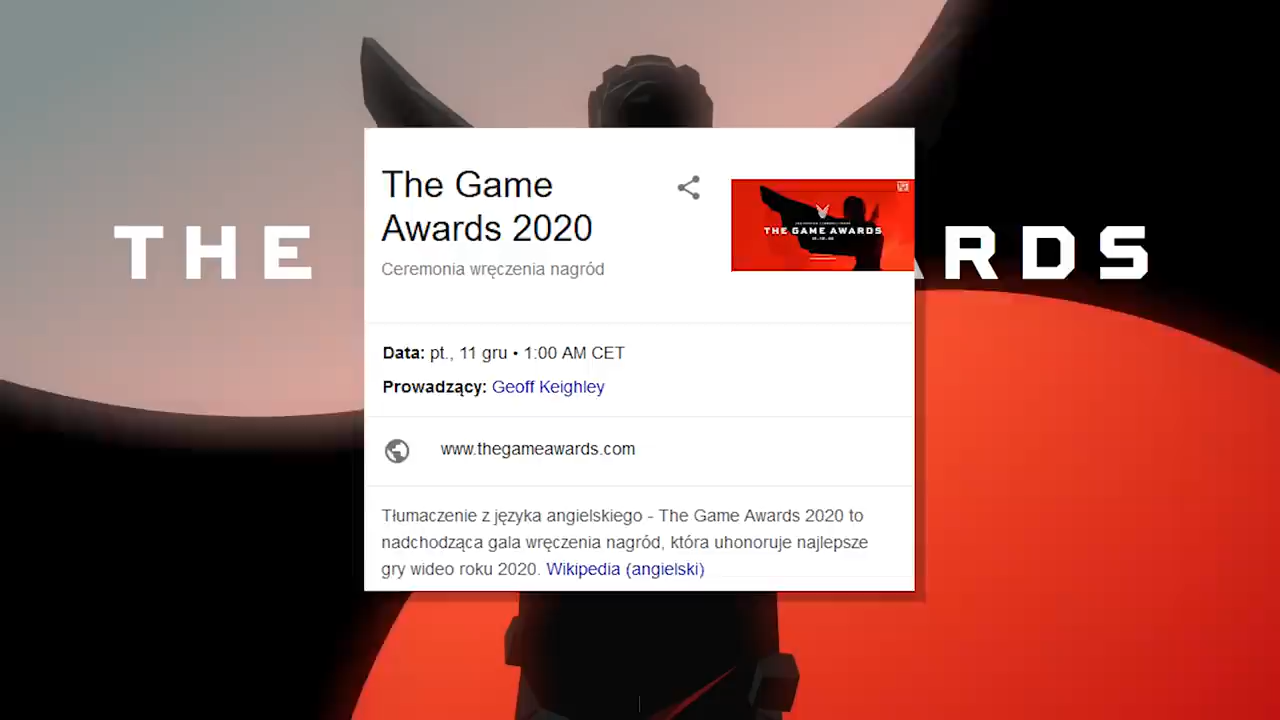 THE
ARDS
The Game
Awards 2020
Ceremonia wręczenia nagród
THE GAME AWARDS
Data: pt., 11 gru • 1:00 AM CET
Prowadzący: Geoff Keighley
www.thegameawards.com
Tłumaczenie z języka angielskiego - The Game Awards 2020 to
nadchodząca gala wręczenia nagród, która uhonoruje najlepsze
gry wideo roku 2020. Wikipedia (angielski)